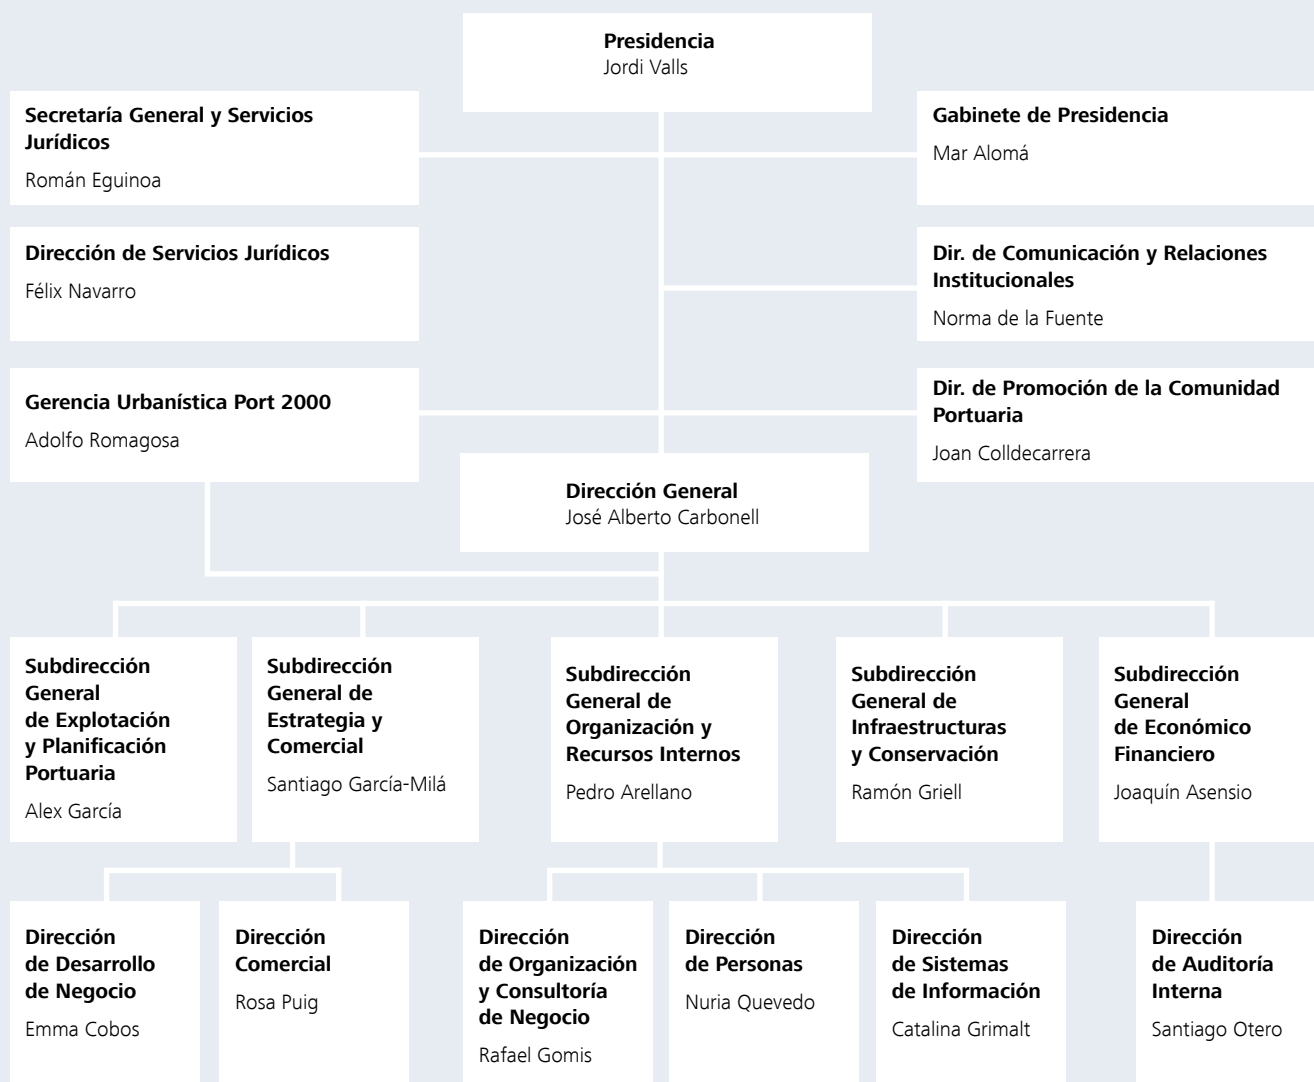 Presidencia
Jordi Valls
Secretaría General y Servicios
Jurídicos
Román Eguinoa
Gabinete de Presidencia
Mar Alomá
Dirección de Servicios Jurídicos
Félix Navarro
Dir. de Comunicación y Relaciones
Institucionales
Norma de la Fuente
Gerencia Urbanística Port 2000
Adolfo Romagosa
Dir. de Promoción de la Comunidad
Portuaria
Joan Colldecarrera
Dirección General
José Alberto Carbonell
Subdirección
General
de Explotación
y Planificación
Portuaria
Alex García
Subdirección
General de
Estrategia y
Comercial
Santiago García-Milá
Subdirección
General de
Organización y
Recursos Internos
Pedro Arellano
Subdirección
General de
Infraestructuras
y Conservación
Ramón Griell
Subdirección
General
de Económico
Financiero
Joaquín Asensio
Dirección
de Desarrollo
de Negocio
Emma Cobos
Dirección
Comercial
Rosa Puig
Dirección
de Organización
y Consultoría
de Negocio
Rafael Gomis
Dirección
de Personas
Nuria Quevedo
Dirección
de Sistemas
de Información
Catalina Grimalt
Dirección
de Auditoría
Interna
Santiago Otero